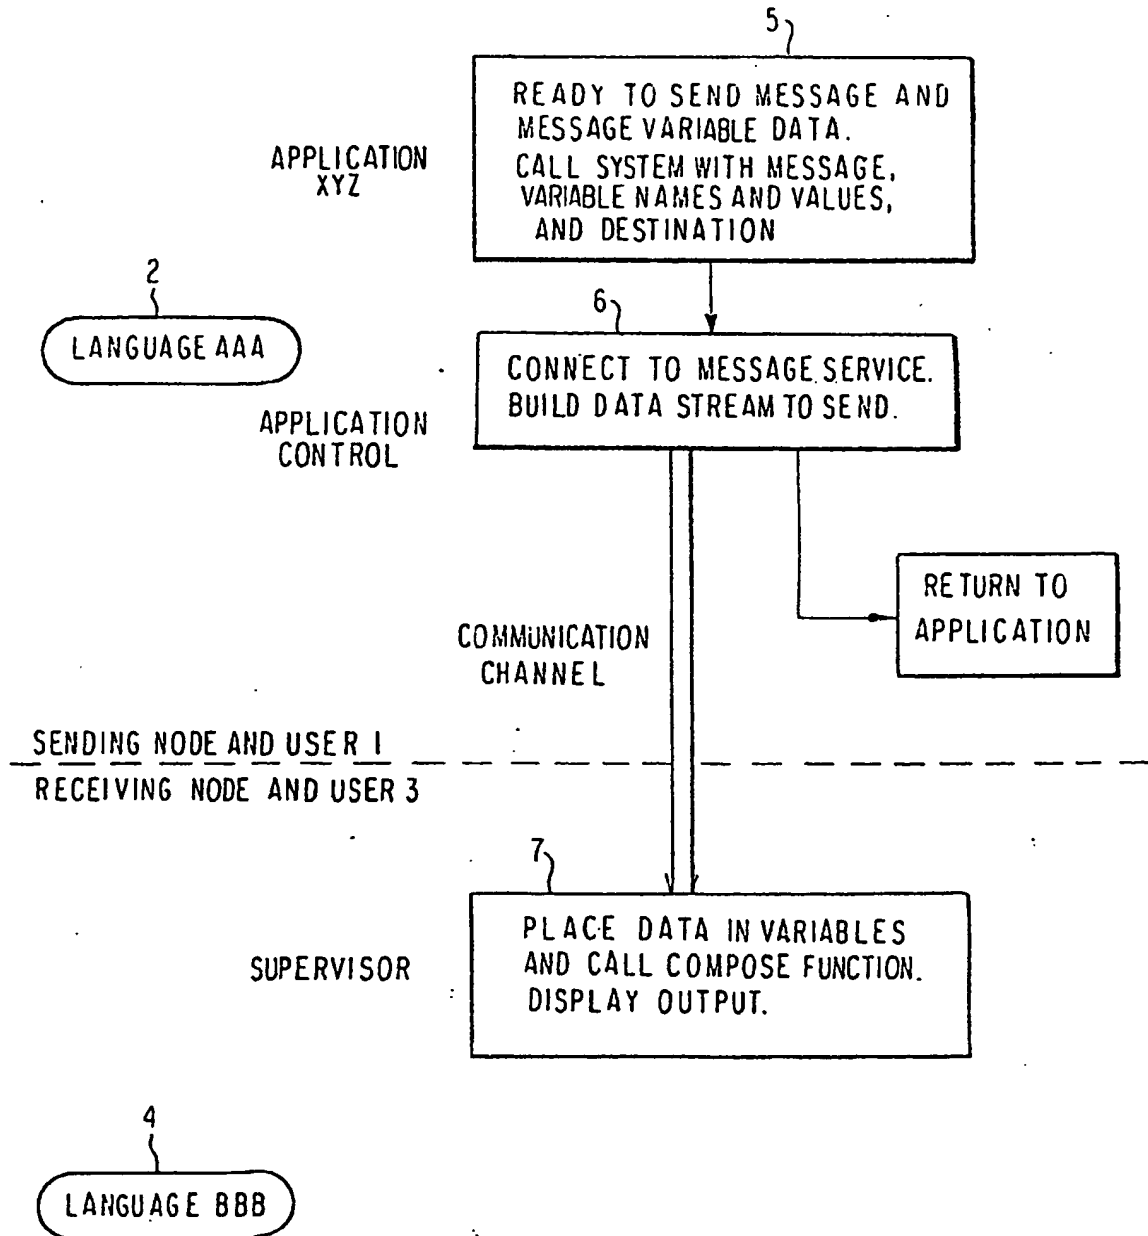 5
READY TO SEND MESSAGE AND
MESSAGE VARIABLE DATA.
CALL SYSTEM WITH MESSAGE,
VARIABLE NAMES AND VALUES,
AND DESTINATION
APPLICATION
XYZ
2
LANGUAGE AAA
6
CONNECT TO MESSAGE SERVICE.
BUILD DATA STREAM TO SEND.
APPLICATION
CONTROL
RETURN TO
APPLICATION
COMMUNICATION
CHANNEL
SENDING NODE AND USER 1
RECEIVING NODE AND USER 3
7
PLACE DATA IN VARIABLES
AND CALL COMPOSE FUNCTION.
DISPLAY OUTPUT.
SUPERVISOR
4
LANGUAGE BBB